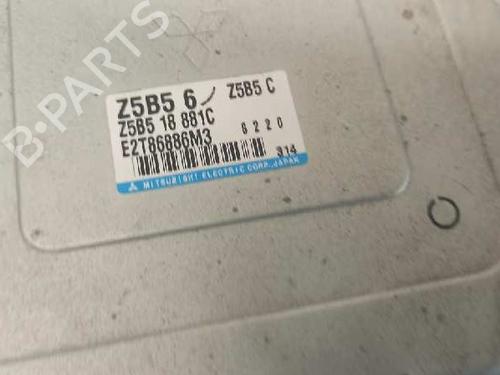 Z5B5 6 Z5B5 C
Z5B5 18 881C
E2T86886M3 6220
314
MITSUBISHI ELECTRIC CORP. JAPAN
B-PARTS